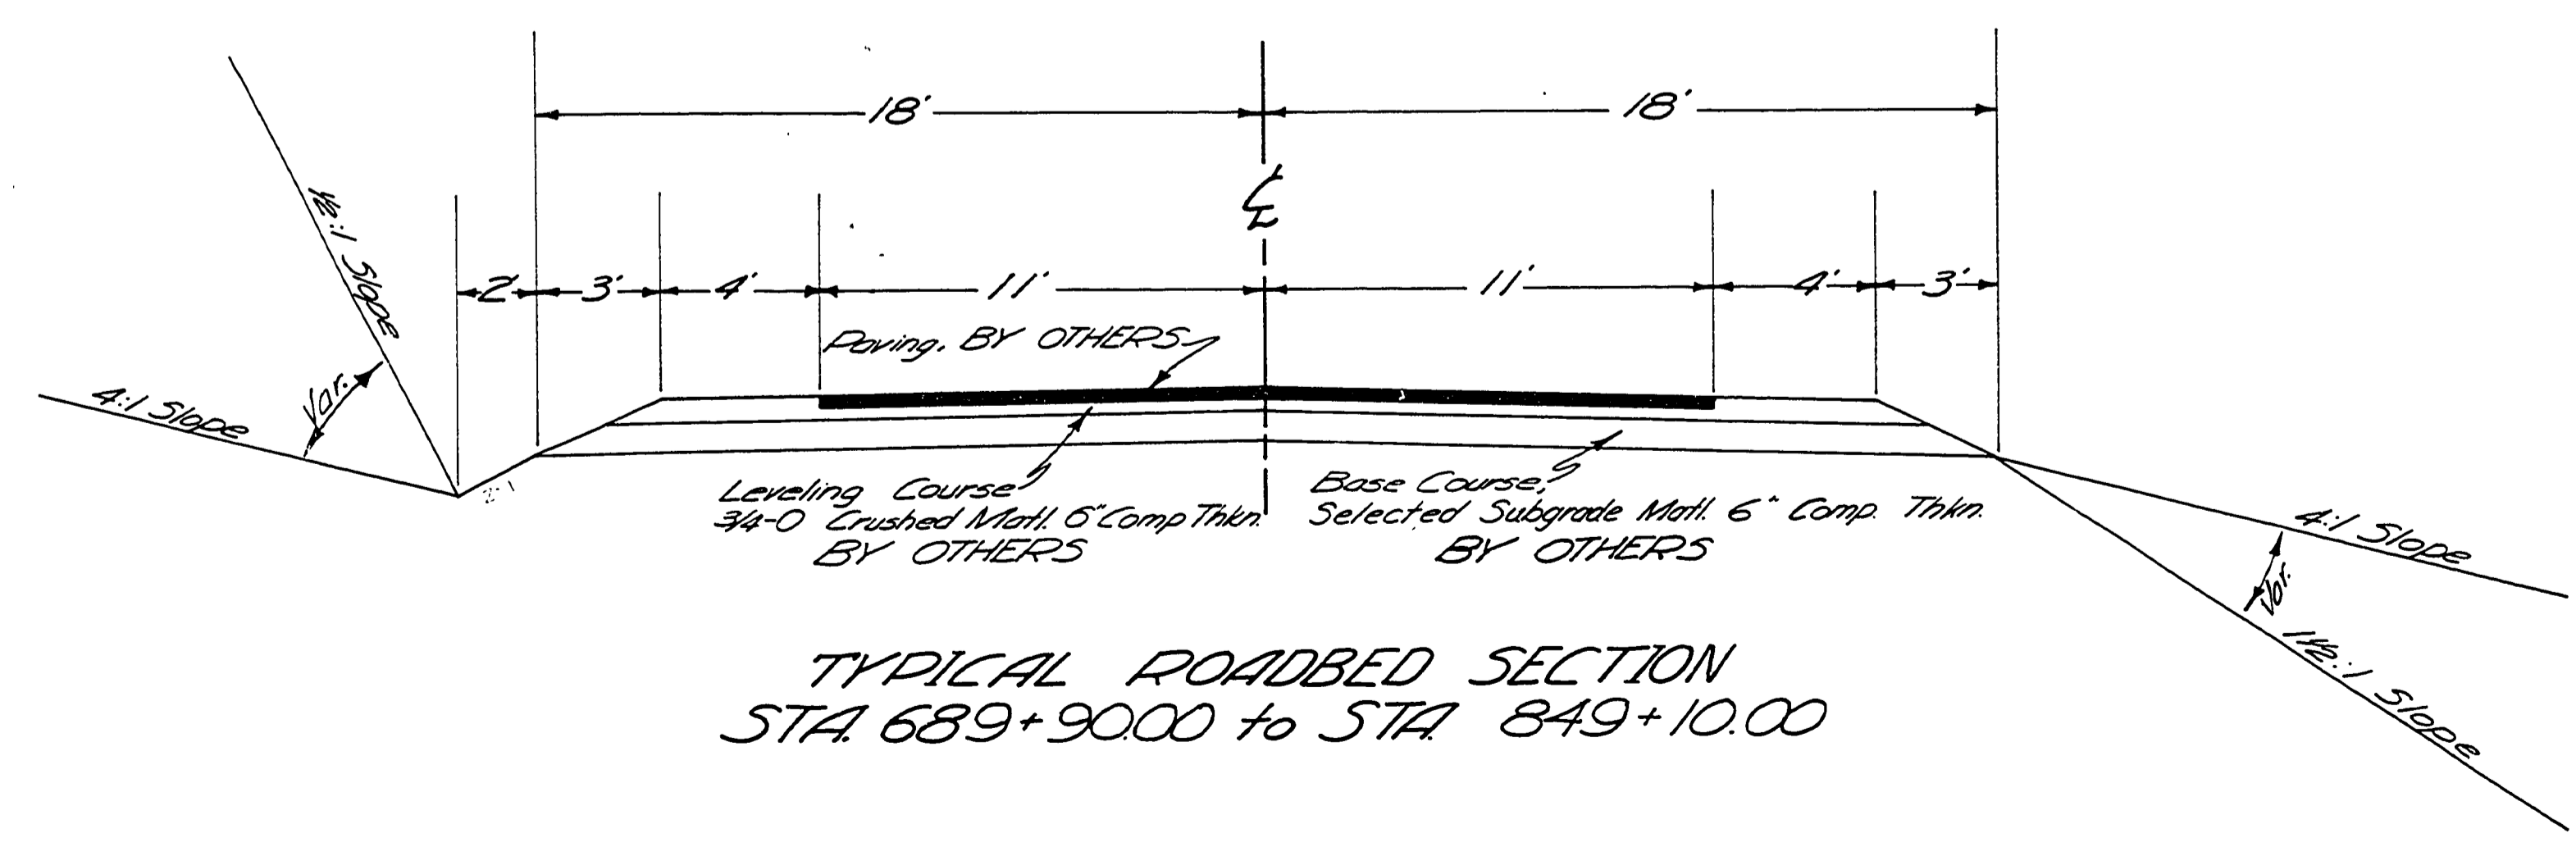 18' 18'
℄
½:1 Slope
2' 3' 4' 11' 11' 4' 3'
Paving. BY OTHERS
4:1 Slope
Var.
Leveling Course
3/4-0 Crushed Matl. 6" Comp Thkn.
BY OTHERS
Base Course,
Selected Subgrade Matl. 6" Comp. Thkn.
BY OTHERS
2:1
4:1 Slope
Var.
1½:1 Slope
TYPICAL ROADBED SECTION
STA. 689+90.00 to STA. 849+10.00